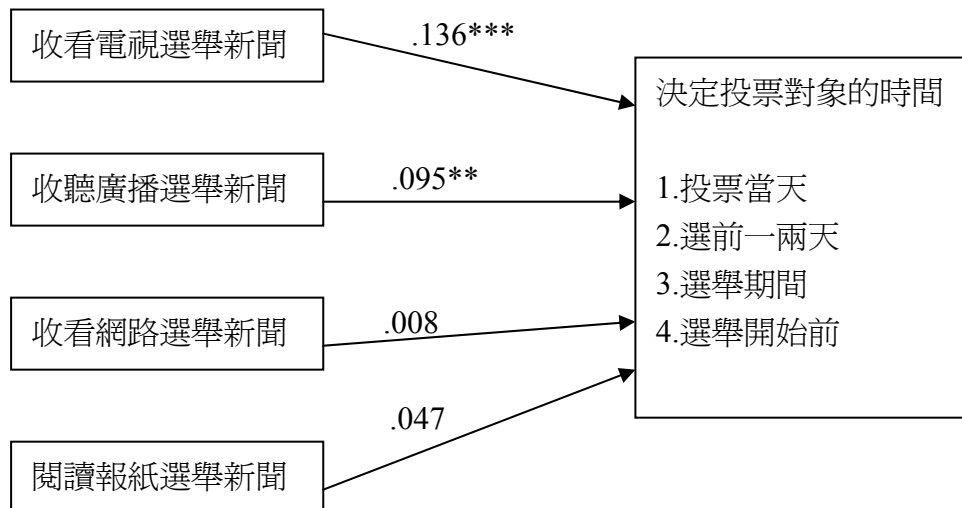 收看電視選舉新聞
.136***
決定投票對象的時間
收聽廣播選舉新聞
.095**
1.投票當天
2.選前一兩天
3.選舉期間
4.選舉開始前
收看網路選舉新聞
.008
.047
閱讀報紙選舉新聞